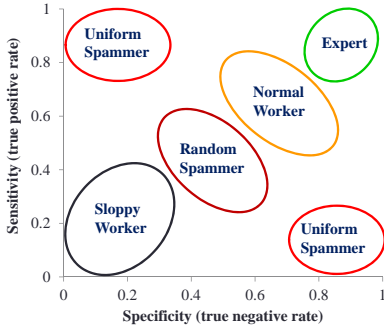 Sensitivity (true positive rate)
1
0.8
0.6
0.4
0.2
0
Uniform
Spammer
Expert
Normal
Worker
Random
Spammer
Sloppy
Worker
Uniform
Spammer
0
0.2
0.4
0.6
0.8
1
Specificity (true negative rate)